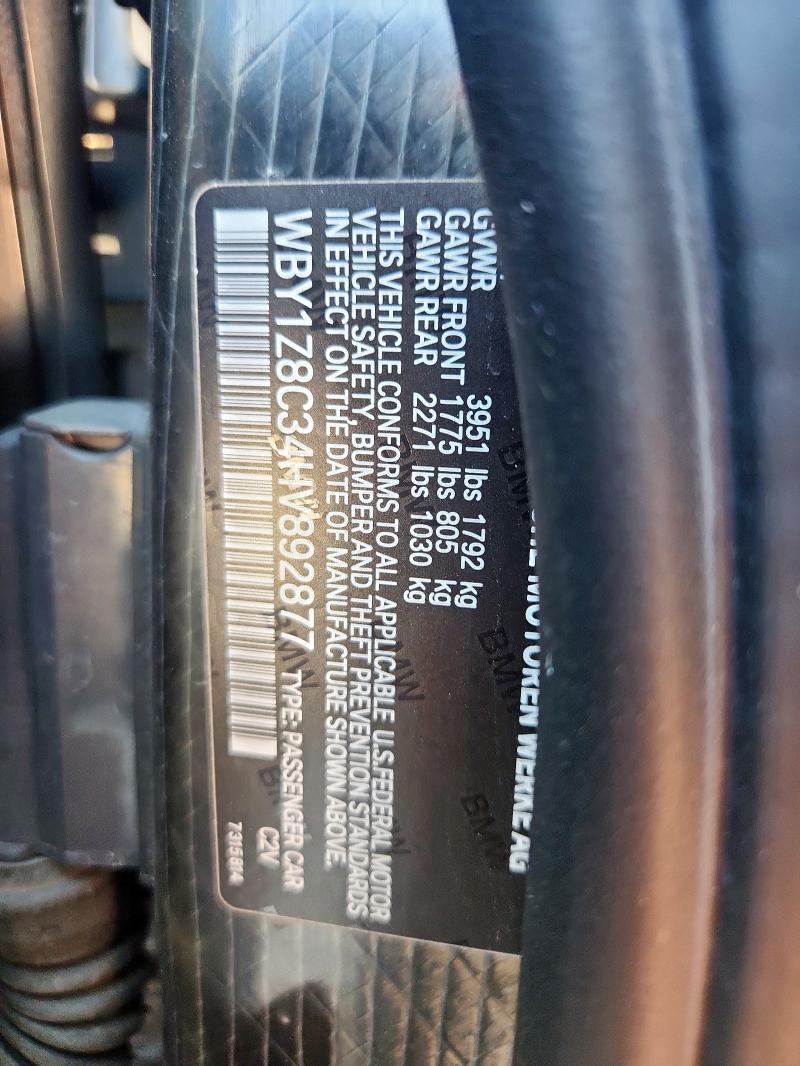 MOTOREN WERKE AG
GVWR 3951 lbs 1792 kg
GAWR FRONT 1775 lbs 805 kg
GAWR REAR 2271 lbs 1030 kg
THIS VEHICLE CONFORMS TO ALL APPLICABLE U.S. FEDERAL MOTOR
VEHICLE SAFETY, BUMPER AND THEFT PREVENTION STANDARDS
IN EFFECT ON THE DATE OF MANUFACTURE SHOWN ABOVE.
WBY1Z8C34HV892877 TYPE: PASSENGER CAR
C2V